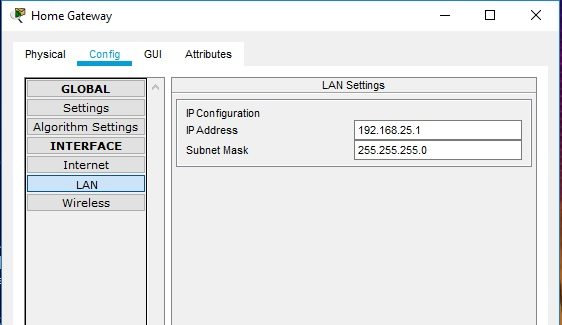 Home Gateway
Physical Config GUI Attributes
GLOBAL
Settings
Algorithm Settings
INTERFACE
Internet
LAN
Wireless
LAN Settings
IP Configuration
IP Address 192.168.25.1
Subnet Mask 255.255.255.0